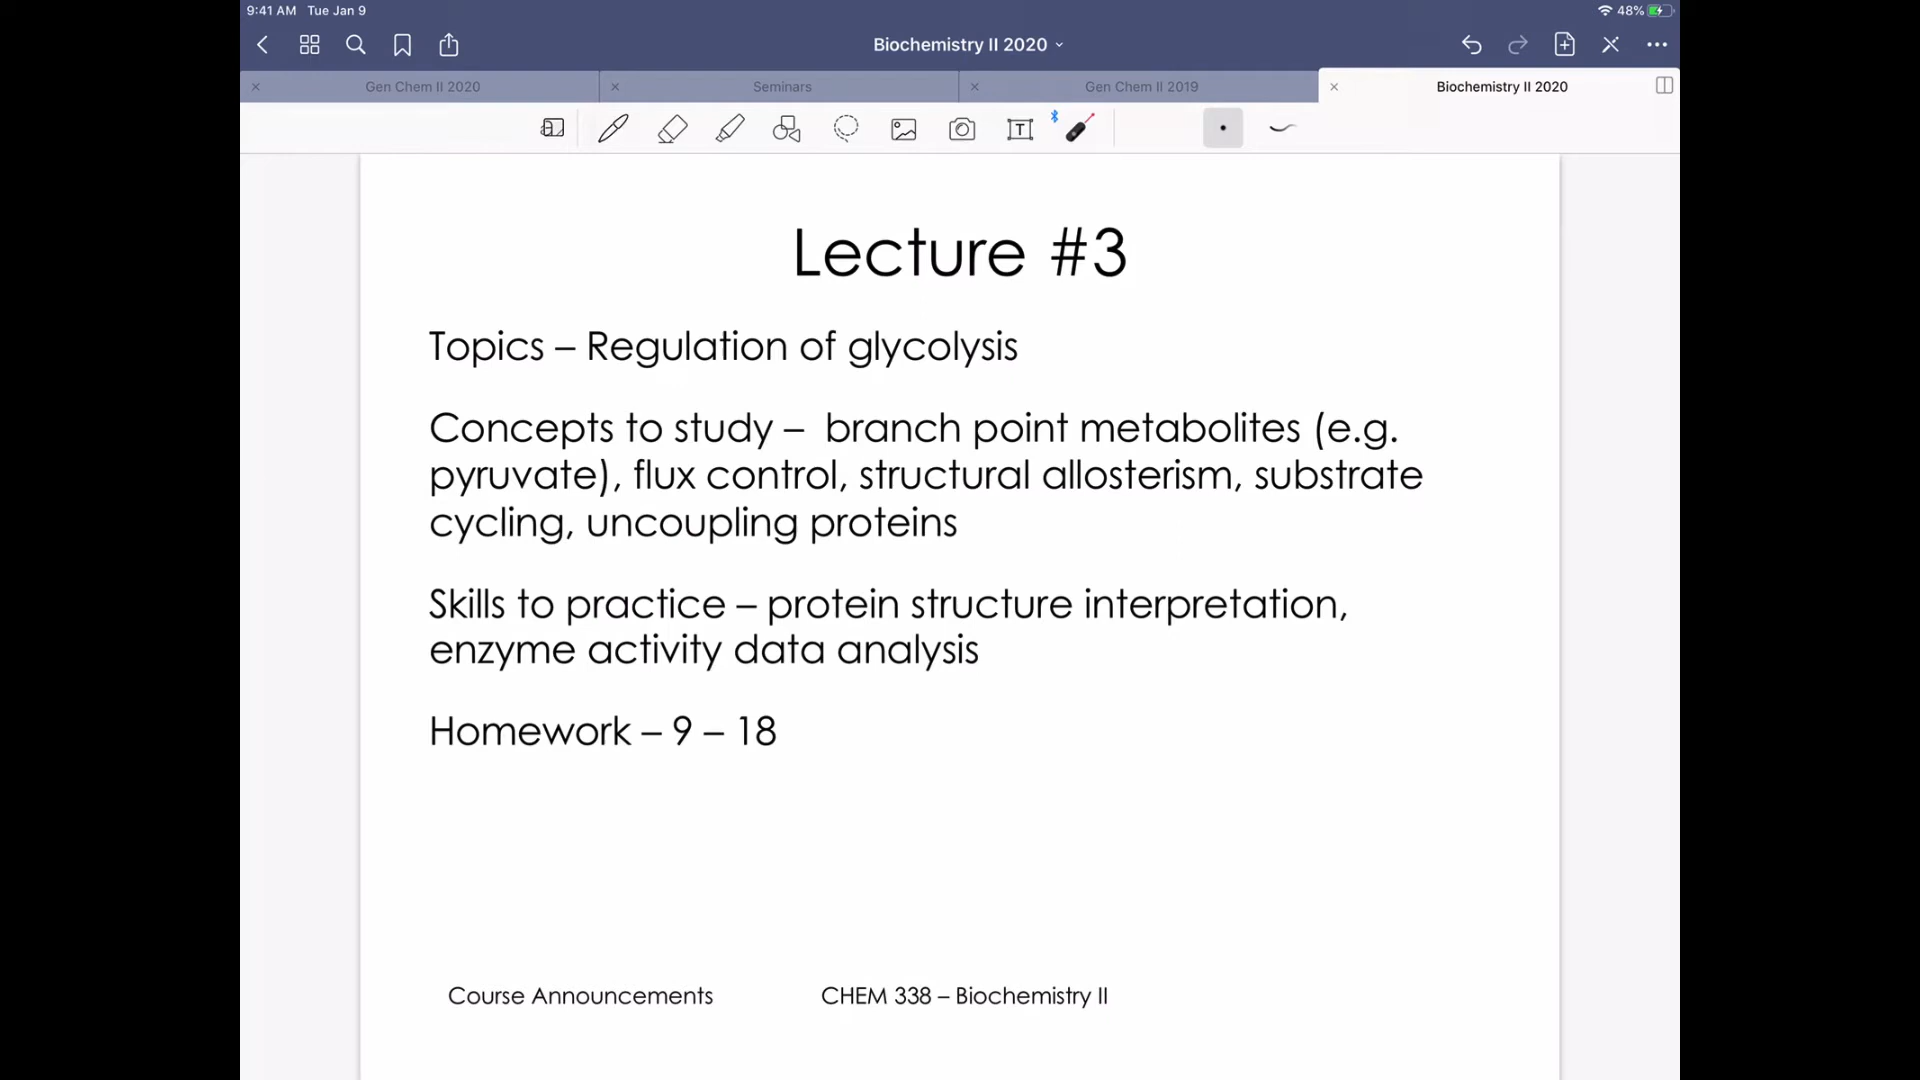 9:41 AM Tue Jan 9
48%
Biochemistry II 2020
Gen Chem II 2020
Seminars
Gen Chem II 2019
Biochemistry II 2020
T
Lecture #3
Topics – Regulation of glycolysis
Concepts to study – branch point metabolites (e.g.
pyruvate), flux control, structural allosterism, substrate
cycling, uncoupling proteins
Skills to practice – protein structure interpretation,
enzyme activity data analysis
Homework – 9 – 18
Course Announcements
CHEM 338 – Biochemistry II